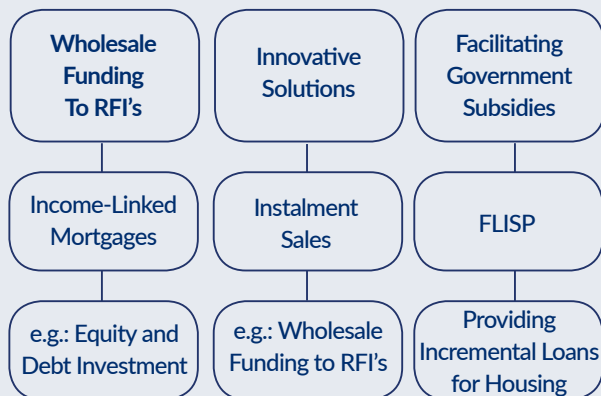 Wholesale
Funding
To RFI's
Innovative
Solutions
Facilitating
Government
Subsidies
Income-Linked
Mortgages
Instalment
Sales
FLISP
e.g.: Equity and
Debt Investment
e.g.: Wholesale
Funding to RFI's
Providing
Incremental Loans
for Housing